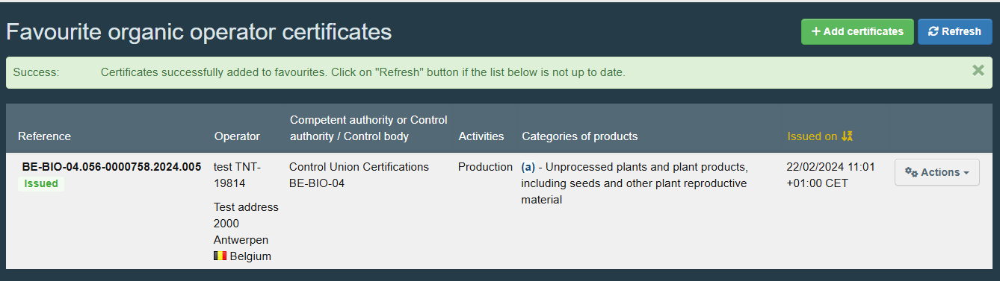 Favourite organic operator certificates
Add certificates
Refresh
Success: Certificates successfully added to favourites. Click on "Refresh" button if the list below is not up to date.
Reference
Operator
Competent authority or Control
authority / Control body
Activities
Categories of products
Issued on
BE-BIO-04.056-0000758.2024.005
Issued
test TNT-
19814
Test address
2000
Antwerpen
Belgium
Control Union Certifications
BE-BIO-04
Production
(a) - Unprocessed plants and plant products,
including seeds and other plant reproductive
material
22/02/2024 11:01
+01:00 CET
Actions